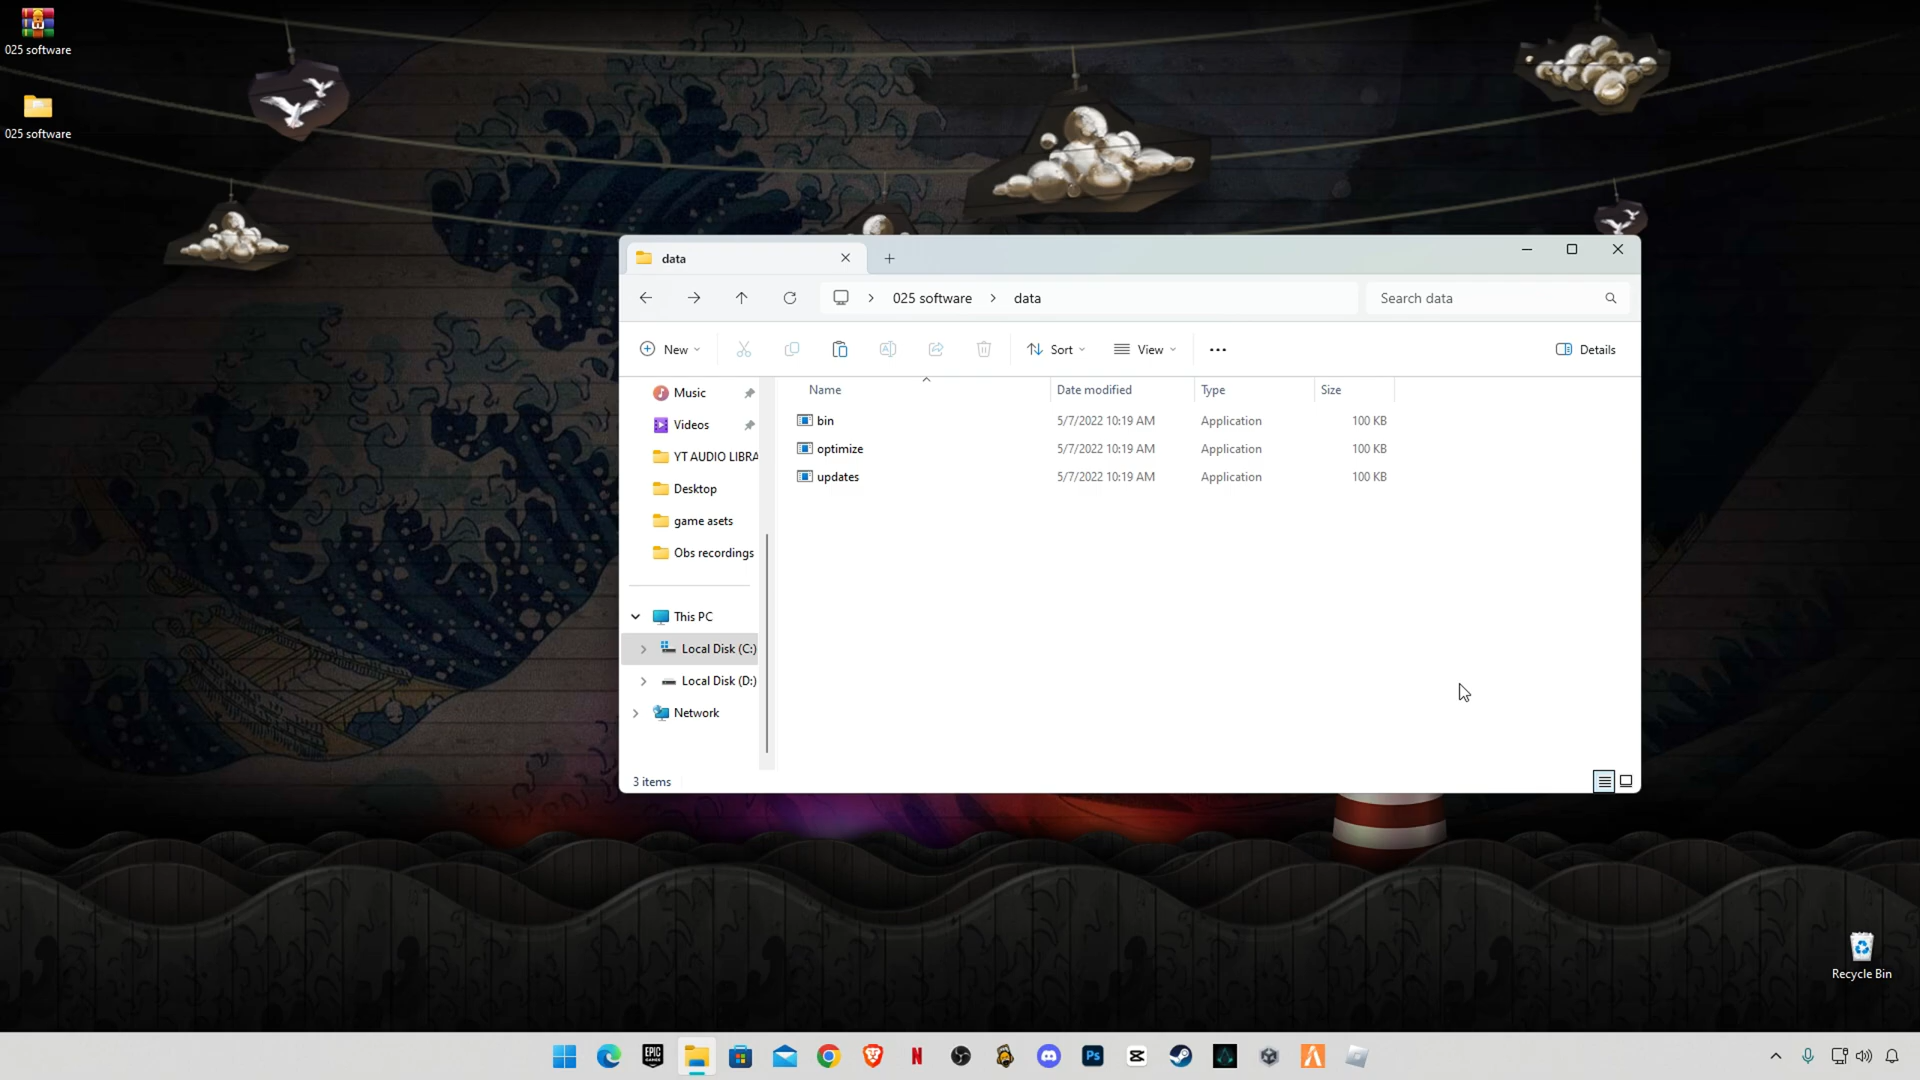 025 software
025 software
data
025 software
data
Search data
New
Sort
View
Details
Music
Videos
YT AUDIO LIBRA
Desktop
game asets
Obs recordings
This PC
Local Disk (C:)
Local Disk (D:)
Network
Name
Date modified
Type
Size
bin
5/7/2022 10:19 AM
Application
100 KB
optimize
5/7/2022 10:19 AM
Application
100 KB
updates
5/7/2022 10:19 AM
Application
100 KB
3 items
Recycle Bin
EPIC
GAMES
N
Ps